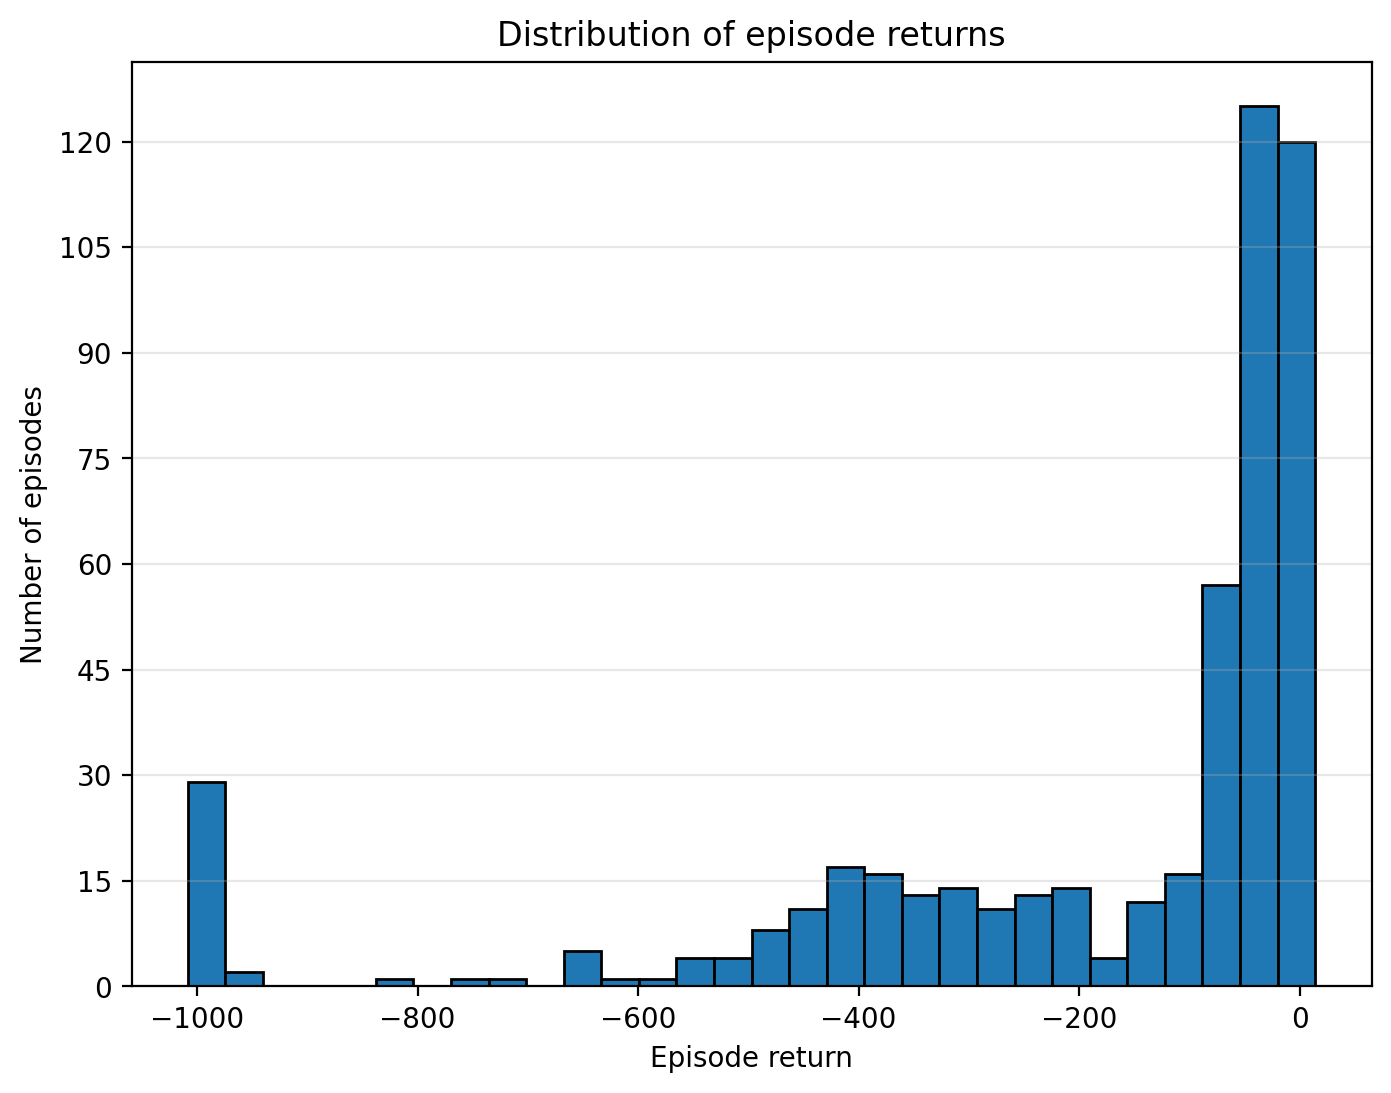 Distribution of episode returns
Number of episodes
120
105
90
75
60
45
30
15
0
−1000 −800 −600 −400 −200 0
Episode return